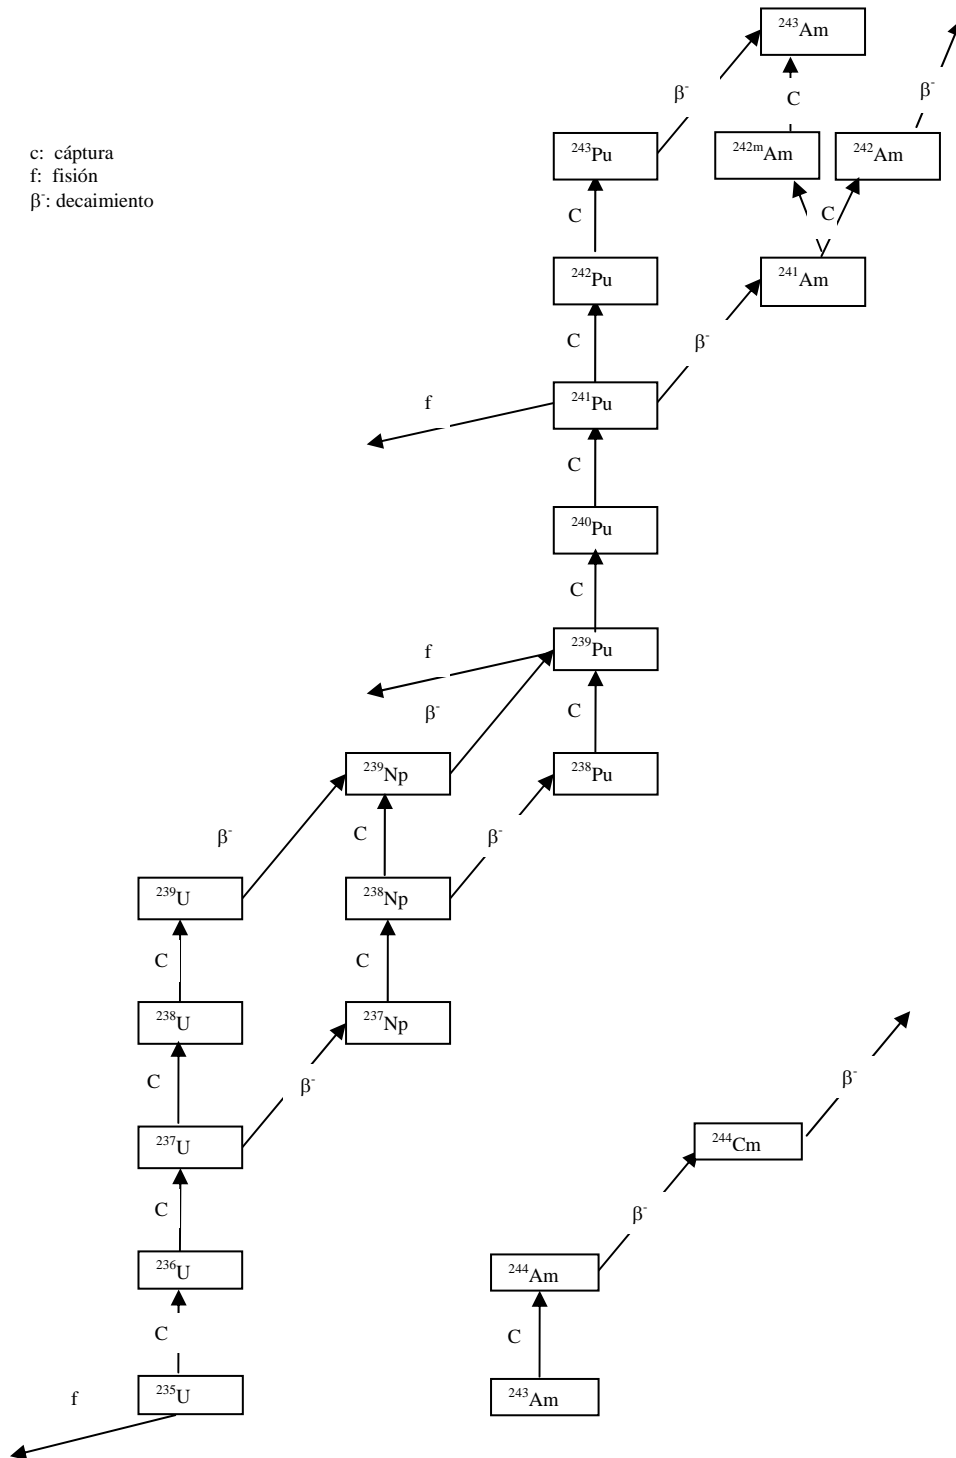 ²⁴³Am
β⁻
β⁻
C
c: cáptura
f: fisión
β⁻: decaimiento
²⁴³Pu
²⁴²ᵐAm
²⁴²Am
C
C
²⁴²Pu
²⁴¹Am
C
β⁻
f
²⁴¹Pu
C
²⁴⁰Pu
C
f
²³⁹Pu
β⁻
C
²³⁹Np
²³⁸Pu
β⁻
C
β⁻
²³⁹U
²³⁸Np
C
C
²³⁸U
²³⁷Np
C
β⁻
β⁻
²³⁷U
²⁴⁴Cm
C
β⁻
²³⁶U
²⁴⁴Am
C
C
f
²³⁵U
²⁴³Am